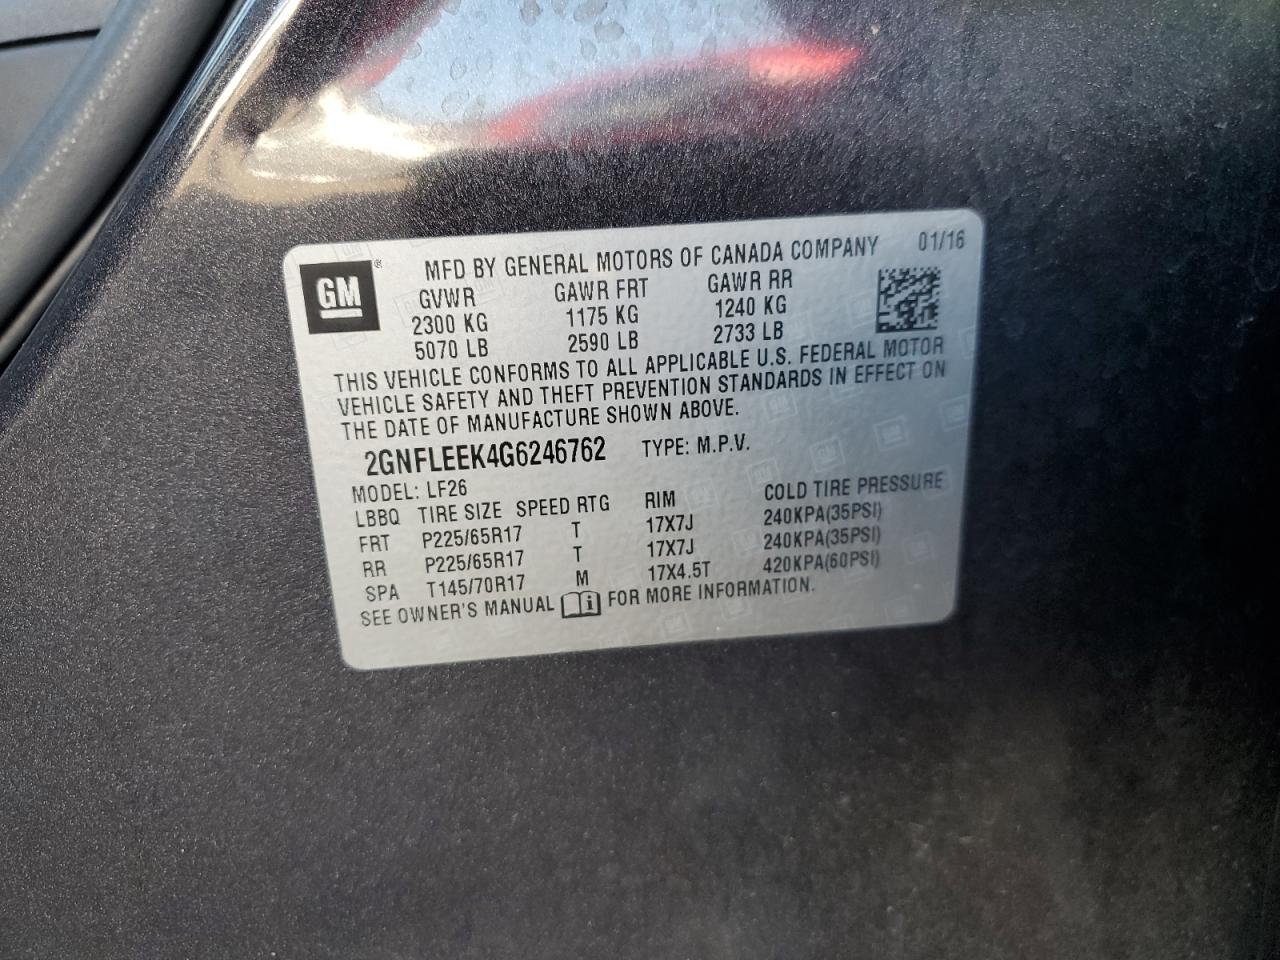 GM ® MFD BY GENERAL MOTORS OF CANADA COMPANY 01/16
GVWR GAWR FRT GAWR RR
2300 KG 1175 KG 1240 KG
5070 LB 2590 LB 2733 LB
THIS VEHICLE CONFORMS TO ALL APPLICABLE U.S. FEDERAL MOTOR
VEHICLE SAFETY AND THEFT PREVENTION STANDARDS IN EFFECT ON
THE DATE OF MANUFACTURE SHOWN ABOVE.
2GNFLEEK4G6246762 TYPE: M.P.V.
MODEL: LF26
LBBQ TIRE SIZE SPEED RTG RIM COLD TIRE PRESSURE
FRT P225/65R17 T 17X7J 240KPA(35PSI)
RR P225/65R17 T 17X7J 240KPA(35PSI)
SPA T145/70R17 M 17X4.5T 420KPA(60PSI)
SEE OWNER'S MANUAL i FOR MORE INFORMATION.